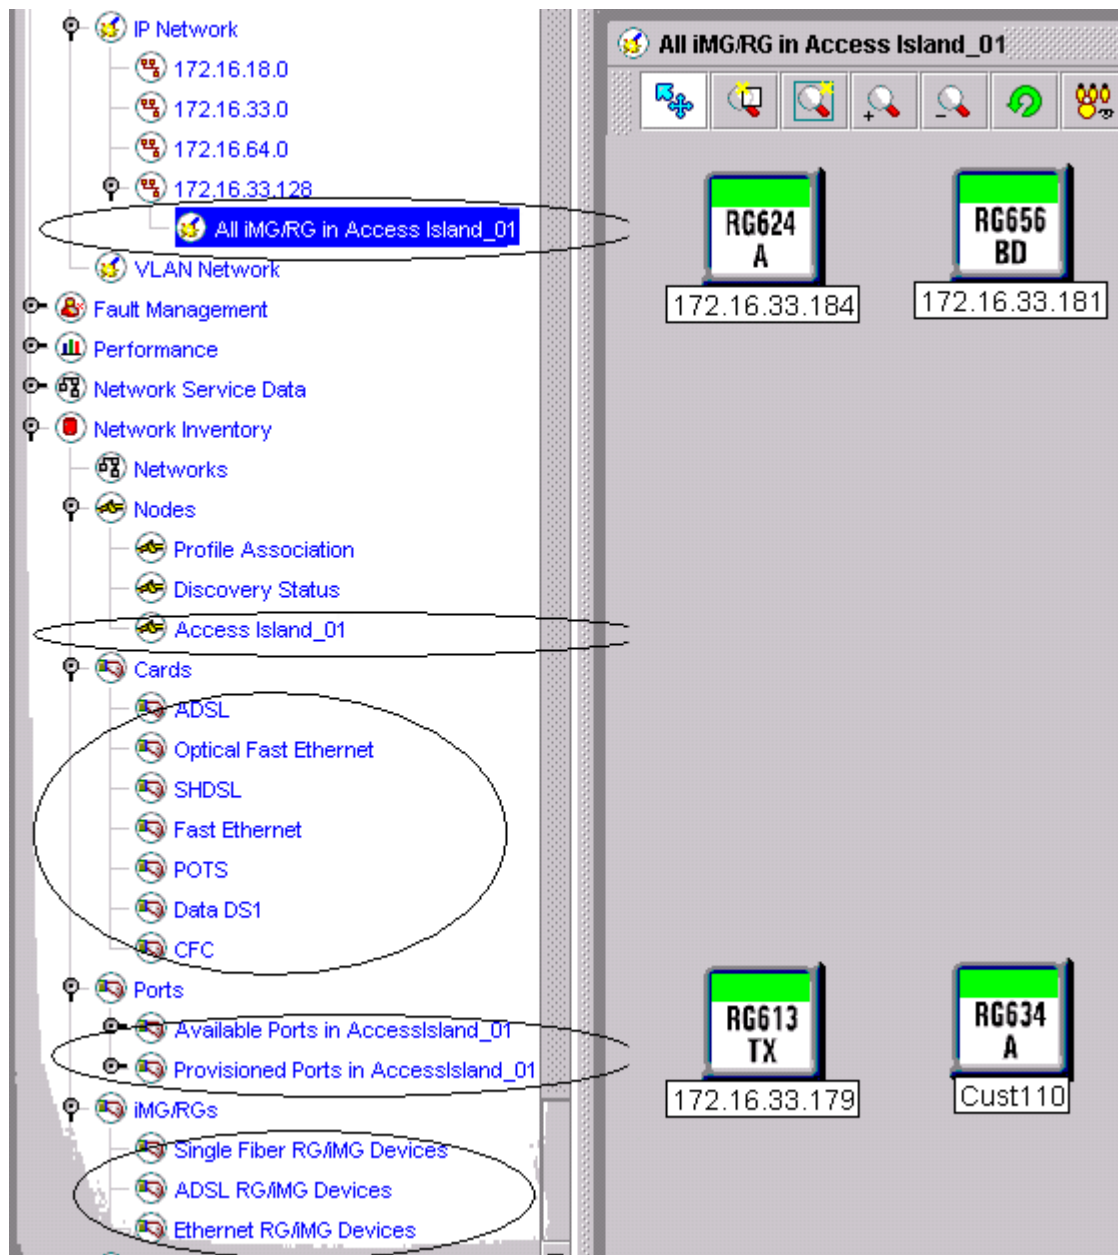 IP Network
172.16.18.0
172.16.33.0
172.16.64.0
172.16.33.128
All iMG/RG in Access Island_01
VLAN Network
Fault Management
Performance
Network Service Data
Network Inventory
Networks
Nodes
Profile Association
Discovery Status
Access Island_01
Cards
ADSL
Optical Fast Ethernet
SHDSL
Fast Ethernet
POTS
Data DS1
CFC
Ports
Available Ports in AccessIsland_01
Provisioned Ports in AccessIsland_01
iMG/RGs
Single Fiber RG/iMG Devices
ADSL RG/iMG Devices
Ethernet RG/iMG Devices
All iMG/RG in Access Island_01
RG624
A
172.16.33.184
RG656
BD
172.16.33.181
RG613
TX
172.16.33.179
RG634
A
Cust110